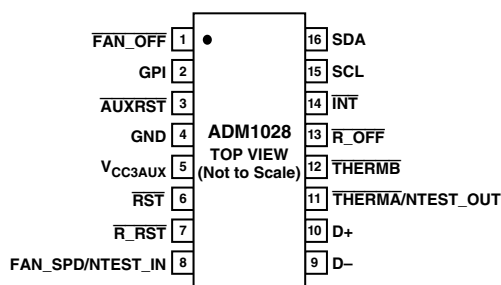 FAN_OFF 1
GPI 2
AUXRST 3
GND 4
VCC3AUX 5
RST 6
R_RST 7
FAN_SPD/NTEST_IN 8
ADM1028
TOP VIEW
(Not to Scale)
16 SDA
15 SCL
14 INT
13 R_OFF
12 THERMB
11 THERMA/NTEST_OUT
10 D+
9 D–